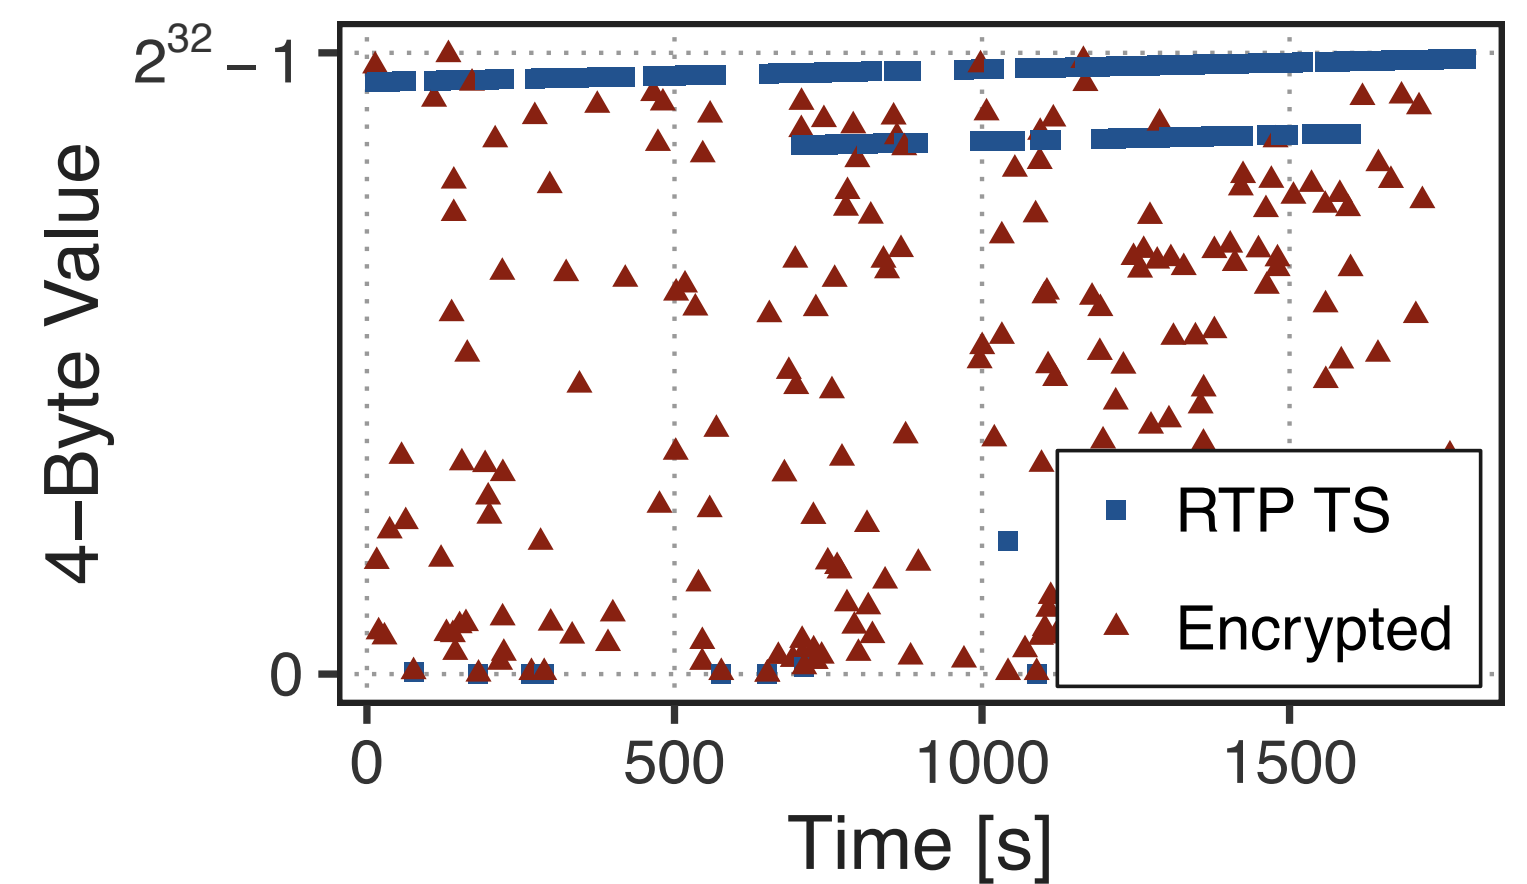 2³² – 1
4–Byte Value
0
RTP TS
Encrypted
0 500 1000 1500
Time [s]